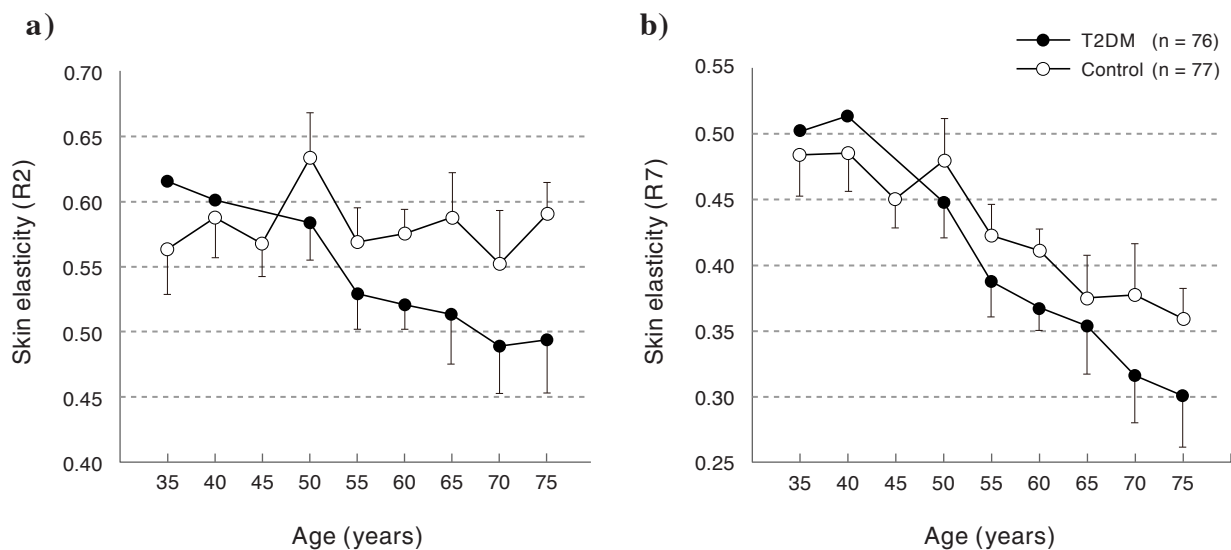 a)
0.70
0.65
0.60
0.55
0.50
0.45
0.40
Skin elasticity (R2)
35 40 45 50 55 60 65 70 75
Age (years)
b)
T2DM (n = 76)
Control (n = 77)
0.55
0.50
0.45
0.40
0.35
0.30
0.25
Skin elasticity (R7)
35 40 45 50 55 60 65 70 75
Age (years)